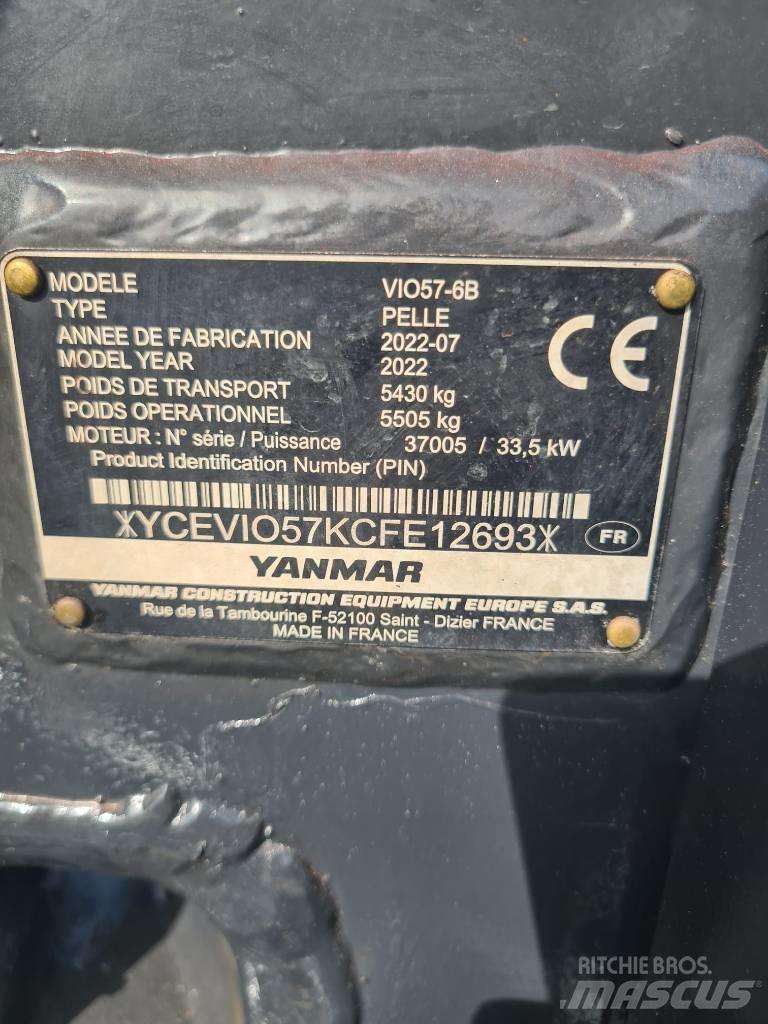 MODELE VIO57-6B
TYPE PELLE
ANNEE DE FABRICATION 2022-07
MODEL YEAR 2022
POIDS DE TRANSPORT 5430 kg
POIDS OPERATIONNEL 5505 kg
MOTEUR : N° série / Puissance 37005 / 33,5 kW
Product Identification Number (PIN)
CE
*YCEVIO57KCFE12693* FR
YANMAR
YANMAR CONSTRUCTION EQUIPMENT EUROPE S.A.S.
Rue de la Tambourine F-52100 Saint - Dizier FRANCE
MADE IN FRANCE
RITCHIE BROS.
MASCUS